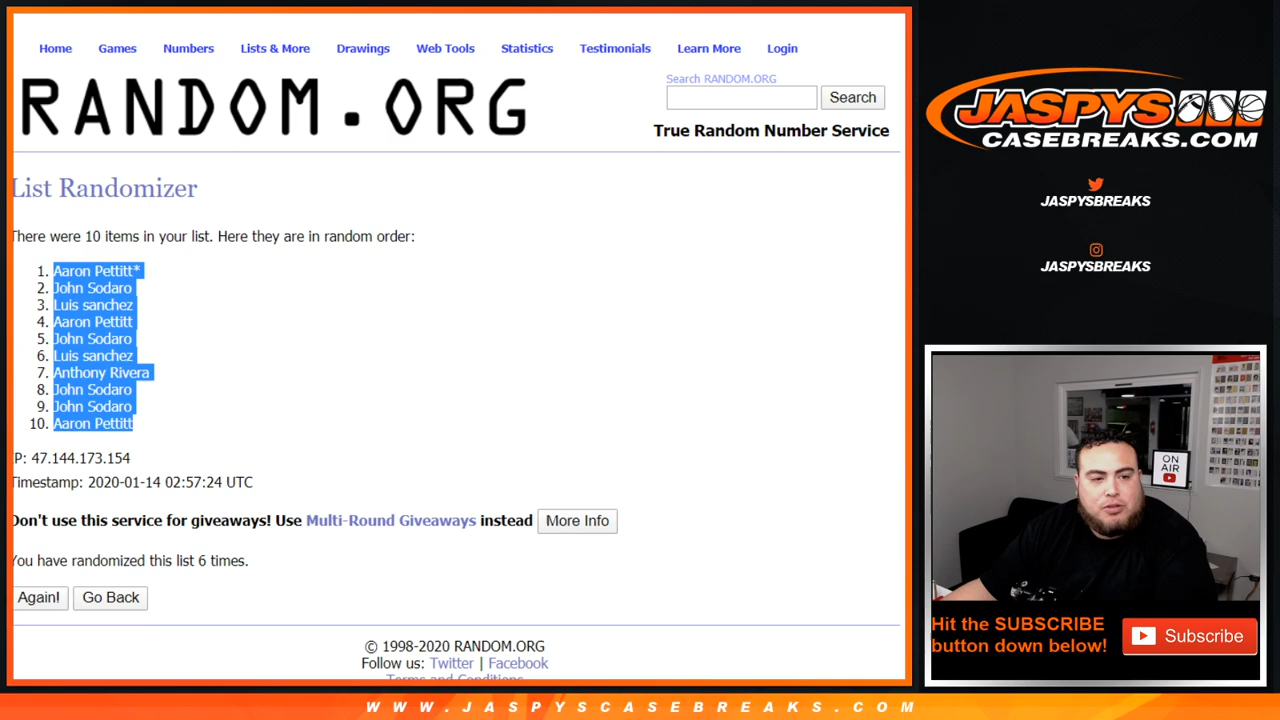 Home Games Numbers Lists & More Drawings Web Tools Statistics Testimonials Learn More Login
RANDOM.ORG
Search RANDOM.ORG
Search
True Random Number Service
List Randomizer
There were 10 items in your list. Here they are in random order:
1. Aaron Pettitt*
2. John Sodaro
3. Luis sanchez
4. Aaron Pettitt
5. John Sodaro
6. Luis sanchez
7. Anthony Rivera
8. John Sodaro
9. John Sodaro
10. Aaron Pettitt
IP: 47.144.173.154
Timestamp: 2020-01-14 02:57:24 UTC
Don't use this service for giveaways! Use Multi-Round Giveaways instead More Info
You have randomized this list 6 times.
Again! Go Back
© 1998-2020 RANDOM.ORG
Follow us: Twitter | Facebook
Terms and Conditions
JASPYS
CASEBREAKS.COM
JASPYSBREAKS
JASPYSBREAKS
ON
AIR
Hit the SUBSCRIBE
button down below!
Subscribe
WWW.JASPYSCASEBREAKS.COM